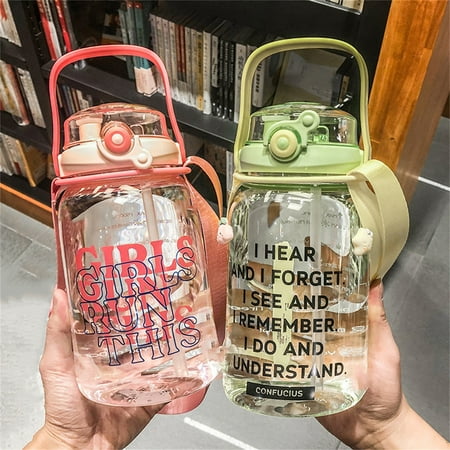 GIRLS
GIRLS
RUN.
THIS
I HEAR
AND I FORGET.
I SEE AND
I REMEMBER.
I DO AND
UNDERSTAND.
CONFUCIUS